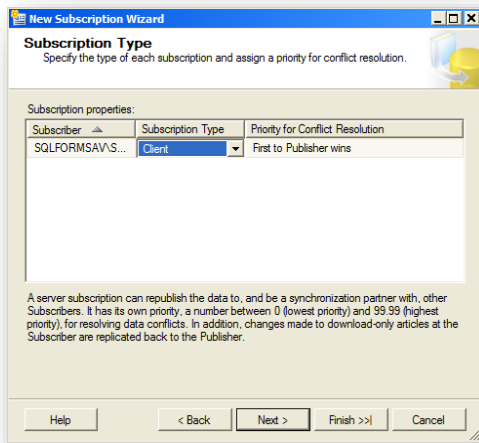 New Subscription Wizard
Subscription Type
Specify the type of each subscription and assign a priority for conflict resolution.
Subscription properties:
Subscriber Subscription Type Priority for Conflict Resolution
SQLFORMSAV\S... Client First to Publisher wins
A server subscription can republish the data to, and be a synchronization partner with, other
Subscribers. It has its own priority, a number between 0 (lowest priority) and 99.99 (highest
priority), for resolving data conflicts. In addition, changes made to download-only articles at the
Subscriber are replicated back to the Publisher.
Help < Back Next > Finish >>| Cancel